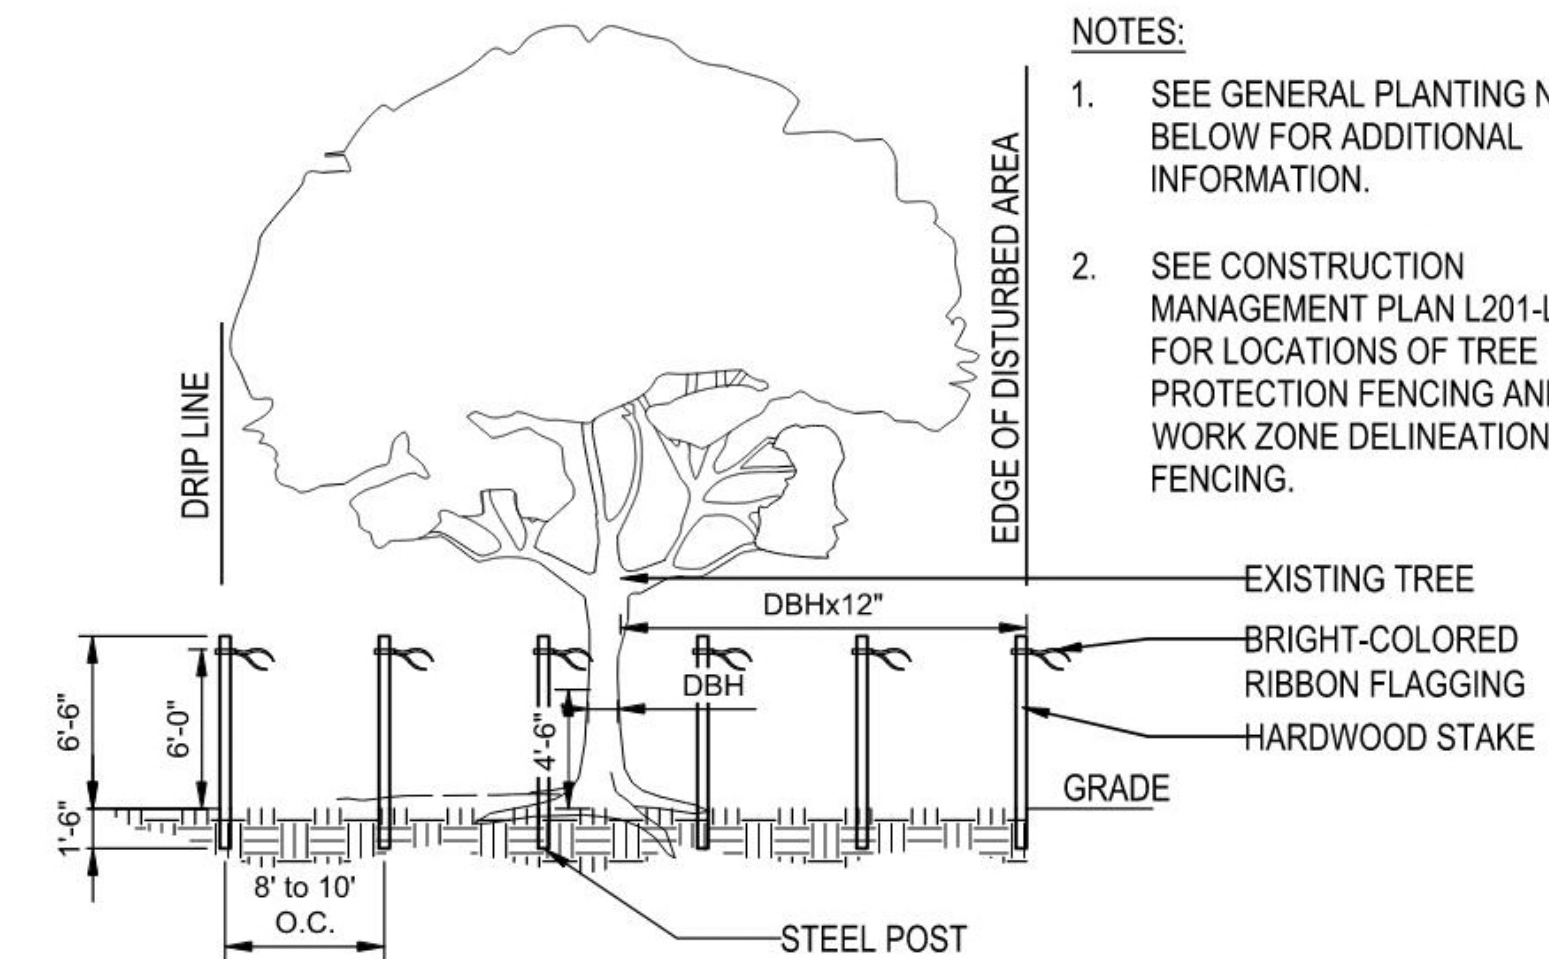 NOTES:
1. SEE GENERAL PLANTING N
BELOW FOR ADDITIONAL
INFORMATION.
2. SEE CONSTRUCTION
MANAGEMENT PLAN L201-L
FOR LOCATIONS OF TREE
PROTECTION FENCING AN
WORK ZONE DELINEATION
FENCING.
DRIP LINE
EDGE OF DISTURBED AREA
EXISTING TREE
DBHx12"
BRIGHT-COLORED
RIBBON FLAGGING
DBH
HARDWOOD STAKE
6'-6"
6'-0"
4'-6"
GRADE
1'-6"
8' to 10'
O.C.
STEEL POST